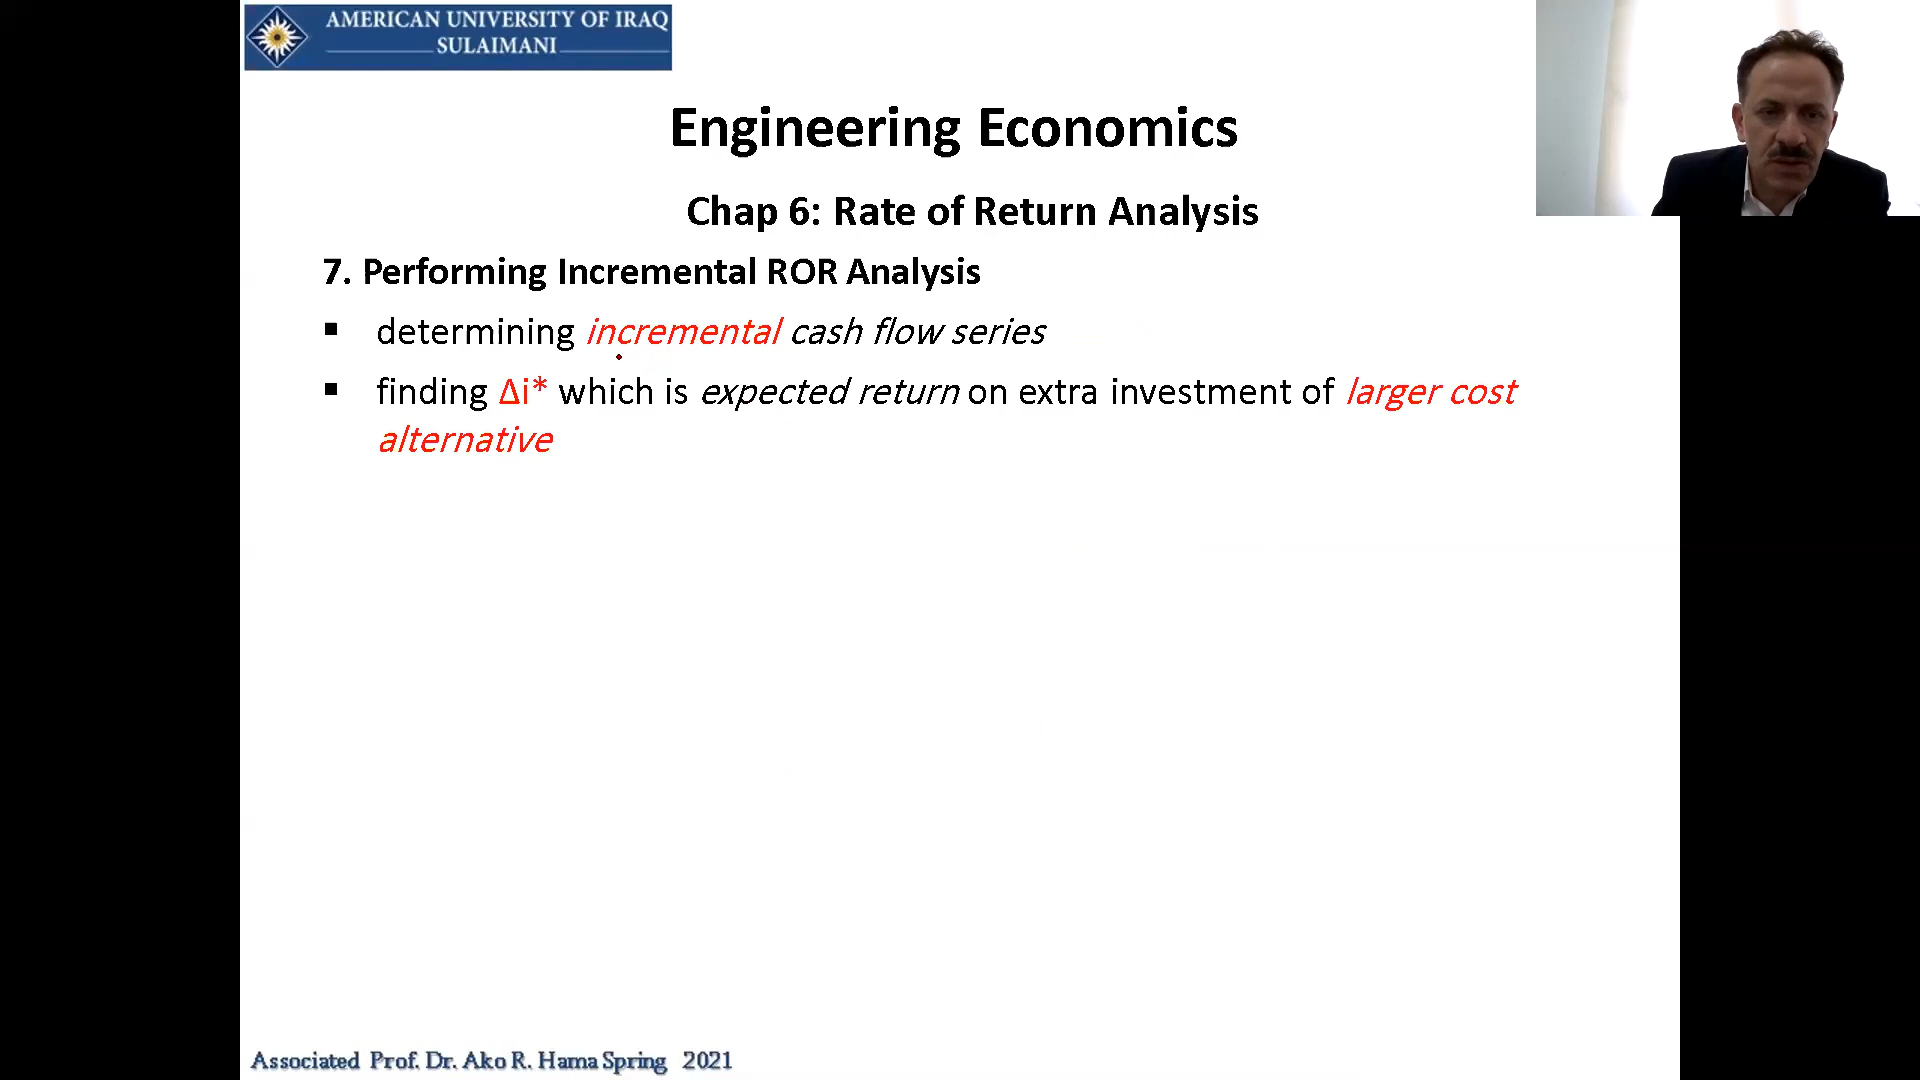 AMERICAN UNIVERSITY OF IRAQ
SULAIMANI
Engineering Economics
Chap 6: Rate of Return Analysis
7. Performing Incremental ROR Analysis
▪ determining incremental cash flow series
▪ finding Δi* which is expected return on extra investment of larger cost
alternative
Associated Prof. Dr. Ako R. Hama Spring 2021